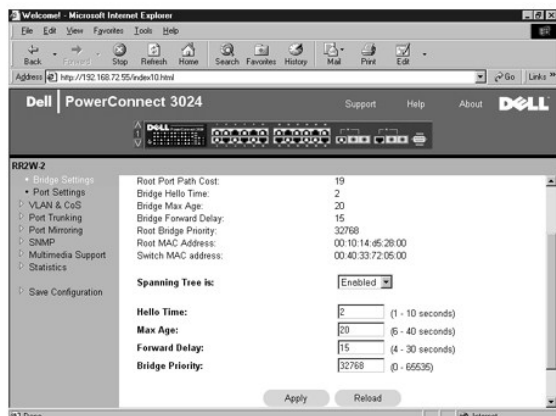 Welcome! - Microsoft Internet Explorer
File Edit View Favorites Tools Help
Back Forward Stop Refresh Home Search Favorites History Mail Print Edit
Address http://192.168.72.55/index10.html Go Links »
Dell | PowerConnect 3024 Support Help About DELL
DELL
RR2W-2
Bridge Settings
Port Settings
VLAN & CoS
Port Trunking
Port Mirroring
SNMP
Multimedia Support
Statistics
Save Configuration
Root Port Path Cost: 19
Bridge Hello Time: 2
Bridge Max Age: 20
Bridge Forward Delay: 15
Root Bridge Priority: 32768
Root MAC Address: 00:10:14:d5:28:00
Switch MAC address: 00:40:33:72:05:00
Spanning Tree is: Enabled
Hello Time: 2 (1 - 10 seconds)
Max Age: 20 (6 - 40 seconds)
Forward Delay: 15 (4 - 30 seconds)
Bridge Priority: 32768 (0 - 65535)
Apply Reload